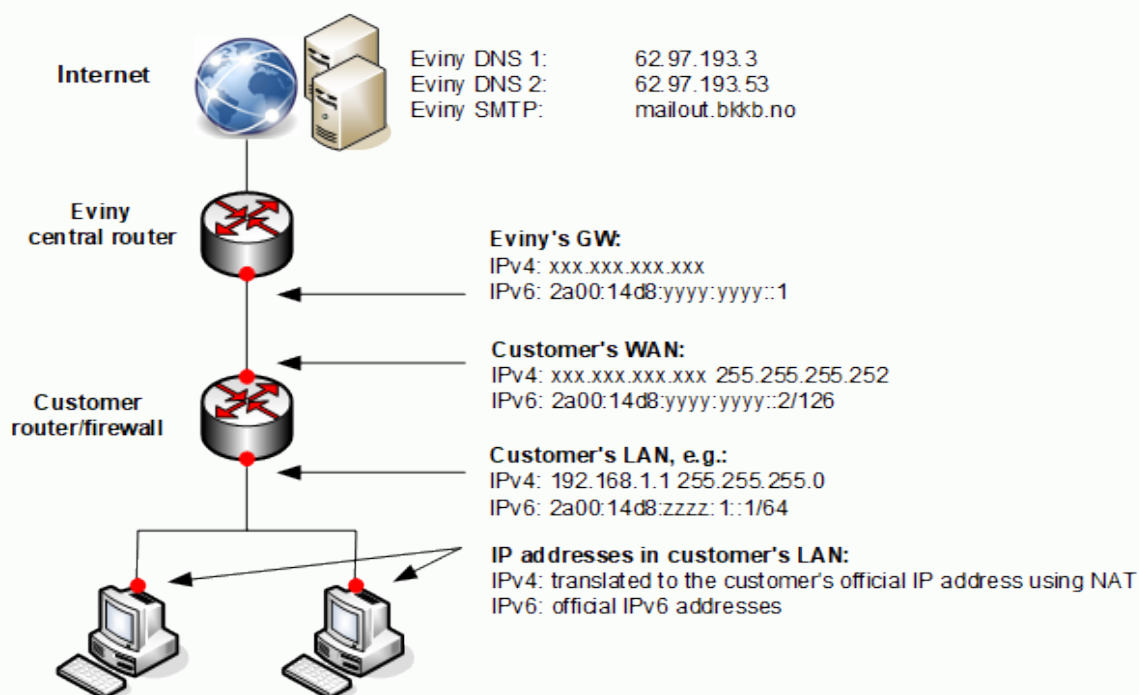 Internet
Eviny DNS 1: 62.97.193.3
Eviny DNS 2: 62.97.193.53
Eviny SMTP: mailout.bkkb.no
Eviny
central router
Eviny's GW:
IPv4: xxx.xxx.xxx.xxx
IPv6: 2a00:14d8:yyyy:yyyy::1
Customer's WAN:
IPv4: xxx.xxx.xxx.xxx 255.255.255.252
IPv6: 2a00:14d8:yyyy:yyyy::2/126
Customer
router/firewall
Customer's LAN, e.g.:
IPv4: 192.168.1.1 255.255.255.0
IPv6: 2a00:14d8:zzzz:1::1/64
IP addresses in customer's LAN:
IPv4: translated to the customer's official IP address using NAT
IPv6: official IPv6 addresses